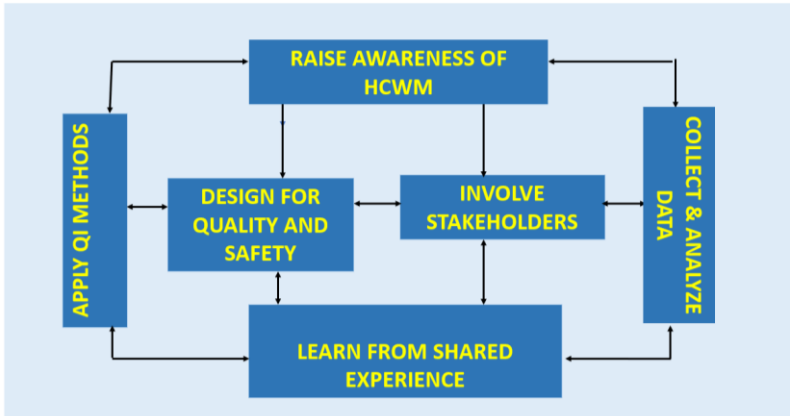 RAISE AWARENESS OF
HCWM
APPLY QI METHODS
DESIGN FOR
QUALITY AND
SAFETY
INVOLVE
STAKEHOLDERS
COLLECT & ANALYZE
DATA
LEARN FROM SHARED
EXPERIENCE